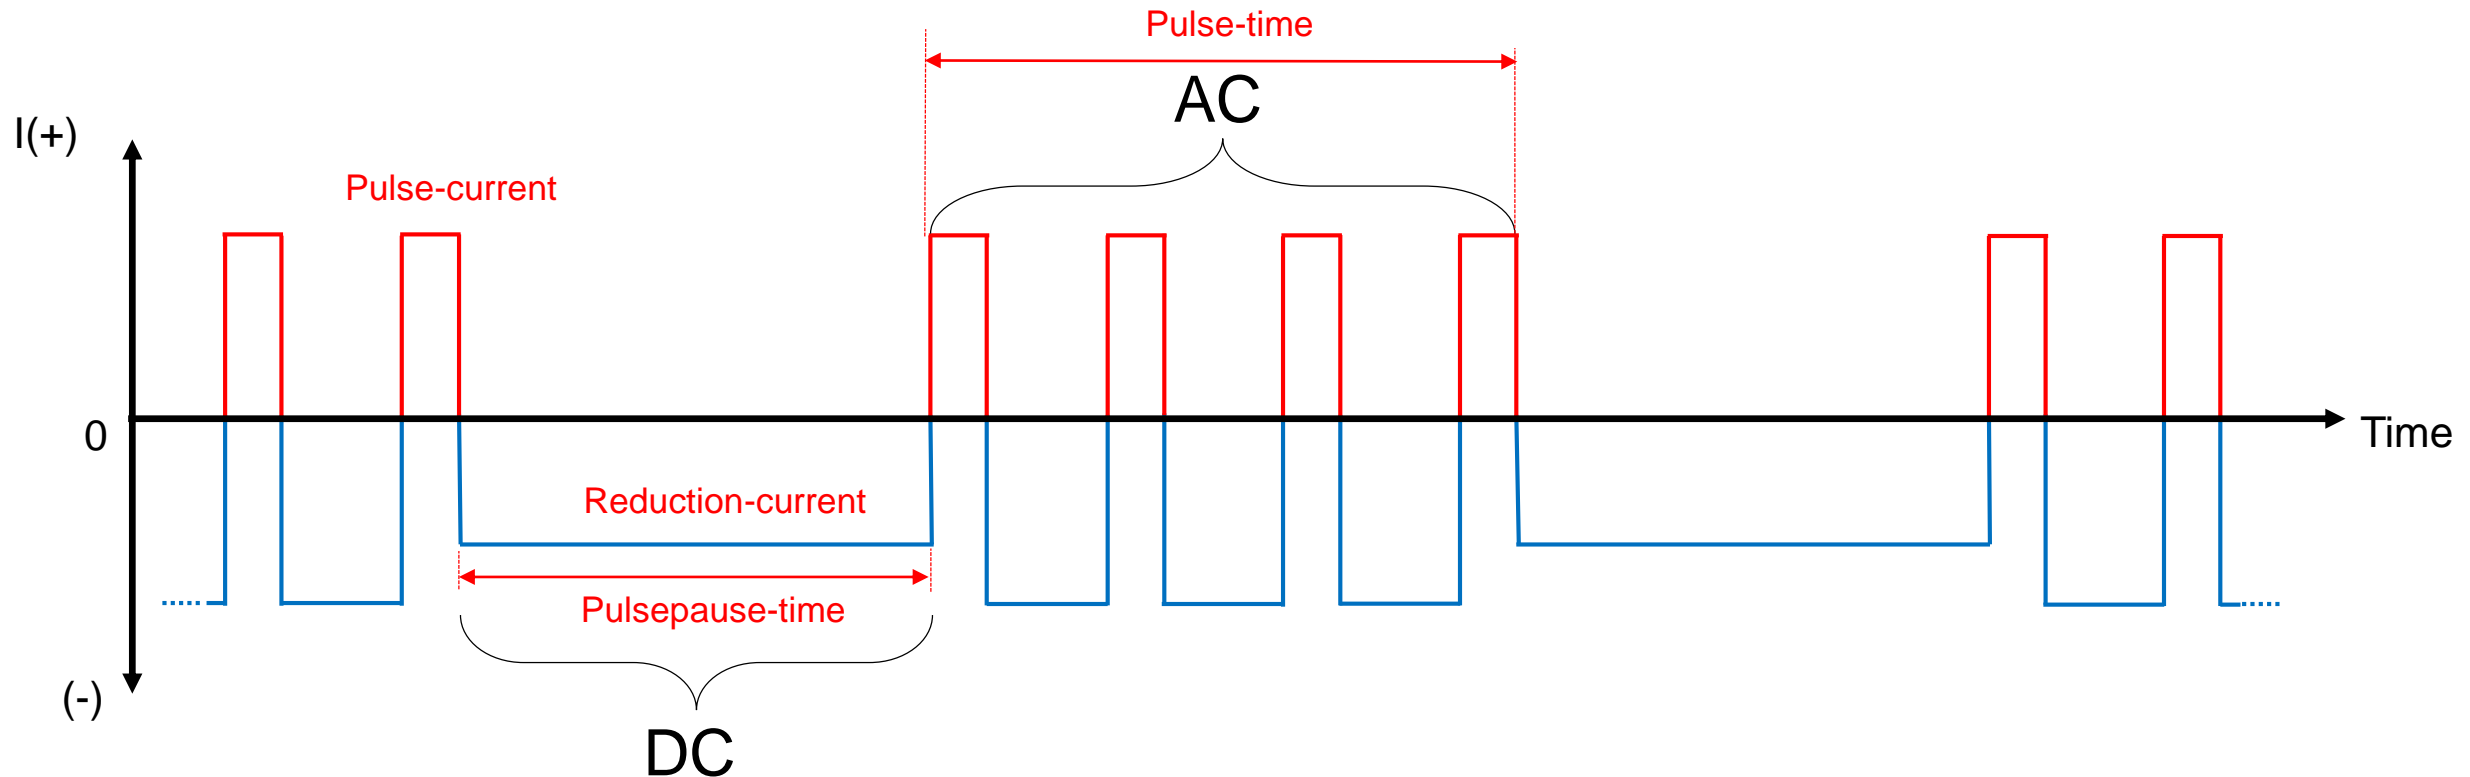 Pulse-time
AC
I(+)
Pulse-current
0
Time
Reduction-current
Pulsepause-time
(-)
DC